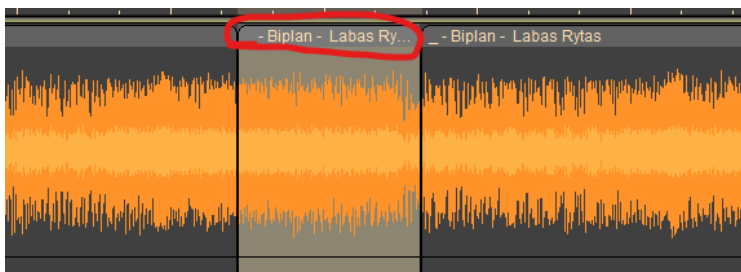 _ - Biplan - Labas Ry...
_ - Biplan - Labas Rytas